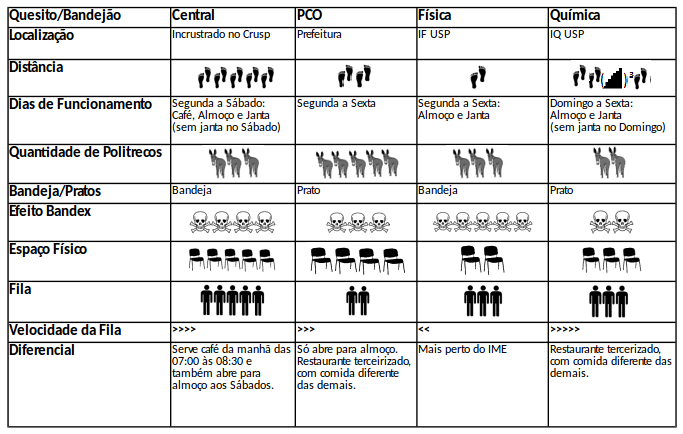 Quesito/Bandejão Central PCO Física Química
Localização Incrustrado no Crusp Prefeitura IF USP IQ USP
Distância ( )³
Dias de Funcionamento Segunda a Sábado: Segunda a Sexta Segunda a Sexta: Domingo a Sexta:
Café, Almoço e Janta Almoço e Janta Almoço e Janta
(sem janta no Sábado) (sem janta no Domingo)
Quantidade de Politrecos
Bandeja/Pratos Bandeja Prato Bandeja Prato
Efeito Bandex
Espaço Físico
Fila
Velocidade da Fila >>>> >>> << >>>>>
Diferencial Serve café da manhã das Só abre para almoço. Mais perto do IME Restaurante tercerizado,
07:00 às 08:30 e Restaurante terceirizado, com comida diferente das
também abre para com comida diferente demais.
almoço aos Sábados. das demais.